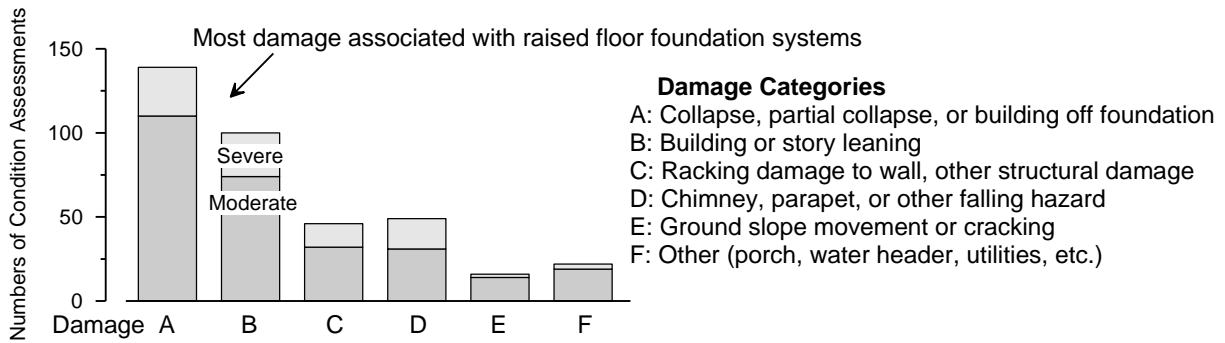 Numbers of Condition Assessments
150
100
50
0
Most damage associated with raised floor foundation systems
Severe
Moderate
Damage A B C D E F
Damage Categories
A: Collapse, partial collapse, or building off foundation
B: Building or story leaning
C: Racking damage to wall, other structural damage
D: Chimney, parapet, or other falling hazard
E: Ground slope movement or cracking
F: Other (porch, water header, utilities, etc.)